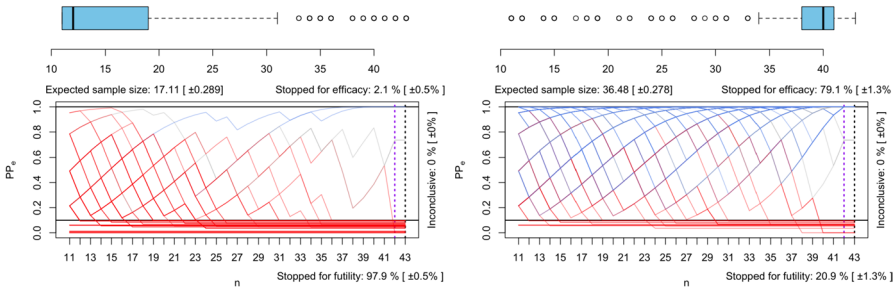 10 15 20 25 30 35 40
Expected sample size: 17.11 [ ±0.289]
Stopped for efficacy: 2.1 % [ ±0.5%]
1.0
0.8
0.6
0.4
0.2
0.0
PPe
Inconclusive: 0 % [ ±0%]
11 13 15 17 19 21 23 25 27 29 31 33 35 37 39 41 43
Stopped for futility: 97.9 % [ ±0.5%]
n
10 15 20 25 30 35 40
Expected sample size: 36.48 [ ±0.278]
Stopped for efficacy: 79.1 % [ ±1.3%
1.0
0.8
0.6
0.4
0.2
0.0
PPe
Inconclusive: 0 % [ ±0%]
11 13 15 17 19 21 23 25 27 29 31 33 35 37 39 41 43
Stopped for futility: 20.9 % [ ±1.3%]
n